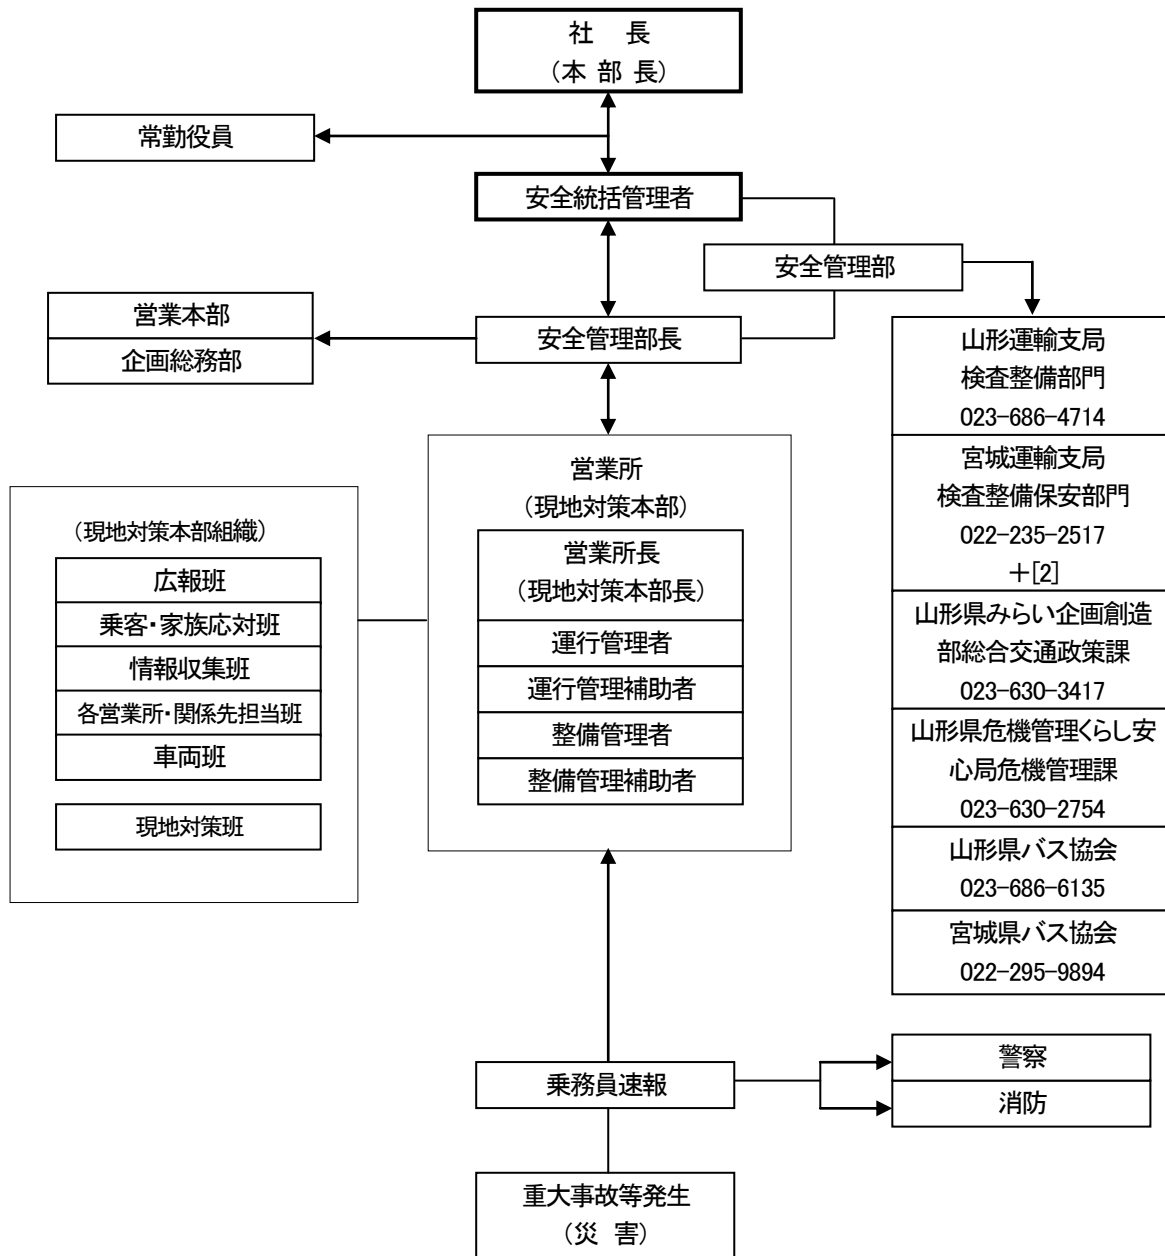 社 長
（本 部 長）
常勤役員
安全統括管理者
安全管理部
営業本部
企画総務部
安全管理部長
山形運輸支局
検査整備部門
023-686-4714
宮城運輸支局
検査整備保安部門
022-235-2517
＋[2]
山形県みらい企画創造
部総合交通政策課
023-630-3417
山形県危機管理くらし安
心局危機管理課
023-630-2754
山形県バス協会
023-686-6135
宮城県バス協会
022-295-9894
営業所
（現地対策本部）
営業所長
（現地対策本部長）
運行管理者
運行管理補助者
整備管理者
整備管理補助者
（現地対策本部組織）
広報班
乗客・家族応対班
情報収集班
各営業所・関係先担当班
車両班
現地対策班
乗務員速報
警察
消防
重大事故等発生
（災 害）